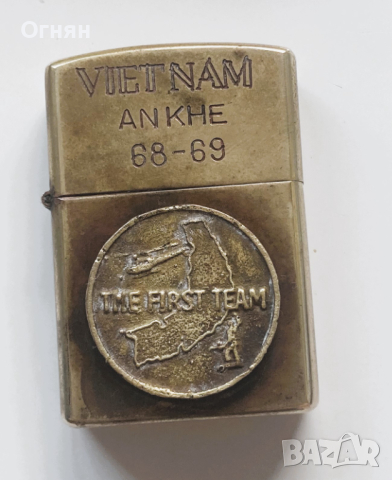 Огнян
VIETNAM
AN KHE
68-69
THE FIRST TEAM
BAZAR